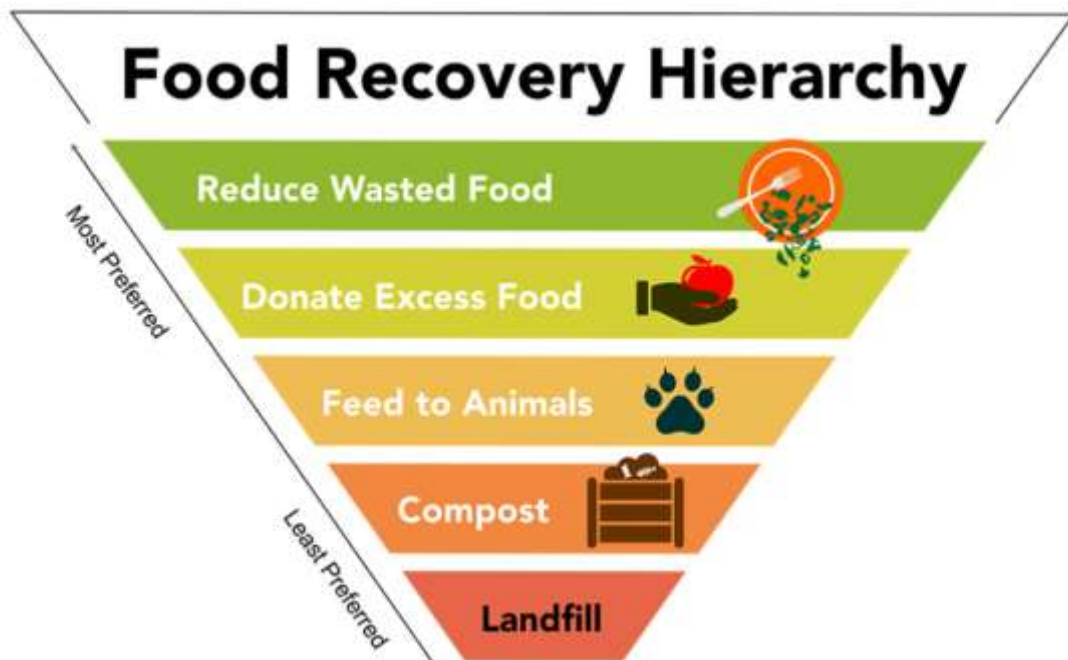 Food Recovery Hierarchy
Reduce Wasted Food
Most Preferred
Donate Excess Food
Feed to Animals
Compost
Least Preferred
Landfill